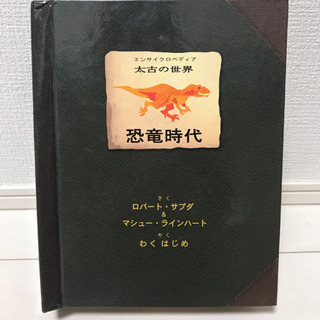 エンサイクロペディア
太古の世界
恐竜時代
さく
ロバート・サブダ
&
マシュー・ラインハート
やく
わく はじめ